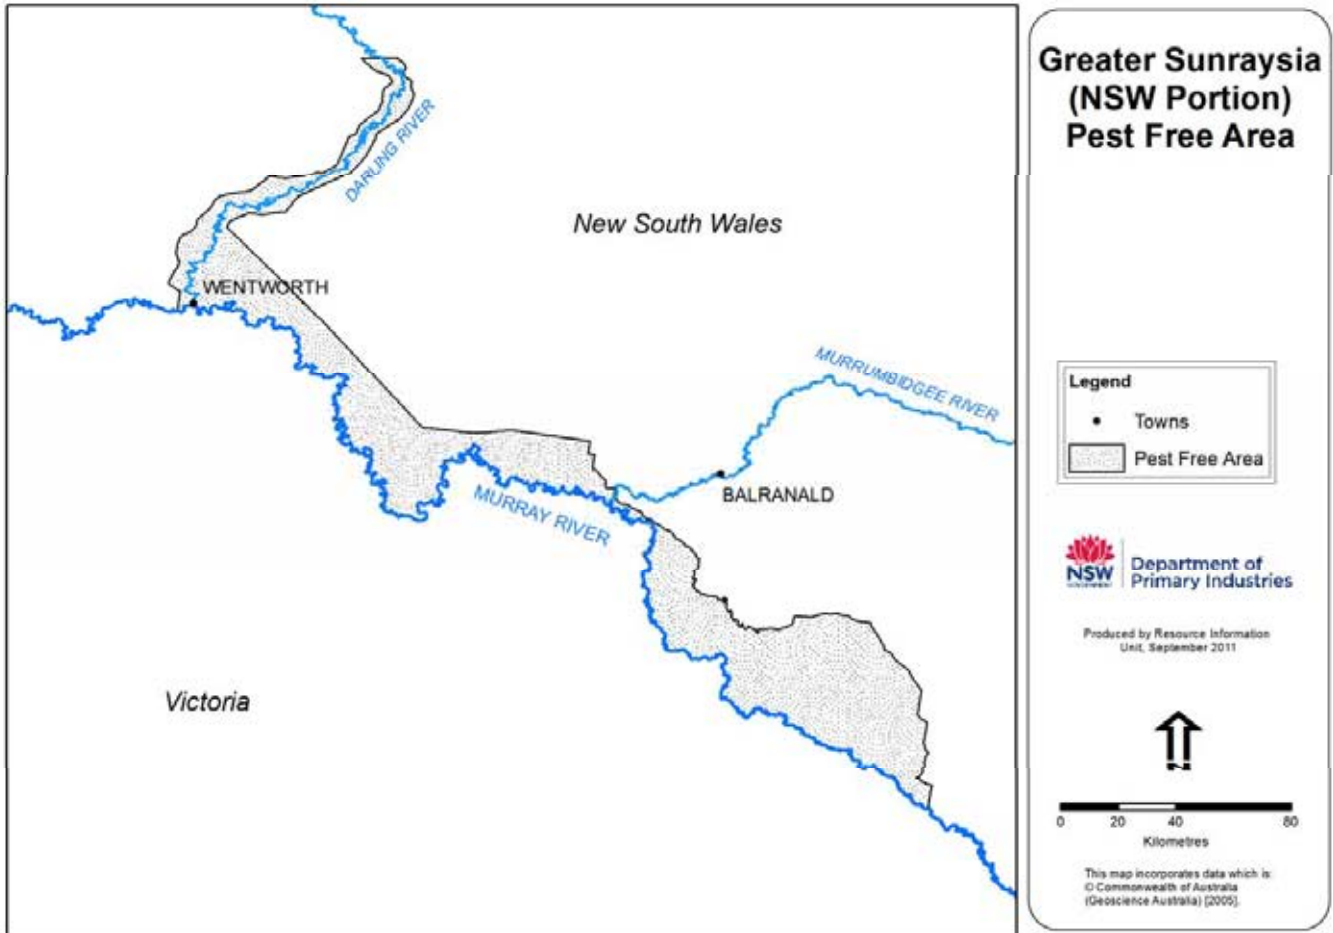 Greater Sunraysia
(NSW Portion)
Pest Free Area
DARLING RIVER
New South Wales
WENTWORTH
MURRUMBIDGEE RIVER
BALRANALD
MURRAY RIVER
Victoria
Legend
Towns
Pest Free Area
NSW
GOVERNMENT
Department of
Primary Industries
Produced by Resource Information
Unit, September 2011
N
0 20 40 80
Kilometres
This map incorporates data which is
© Commonwealth of Australia
(Geoscience Australia) [2005].